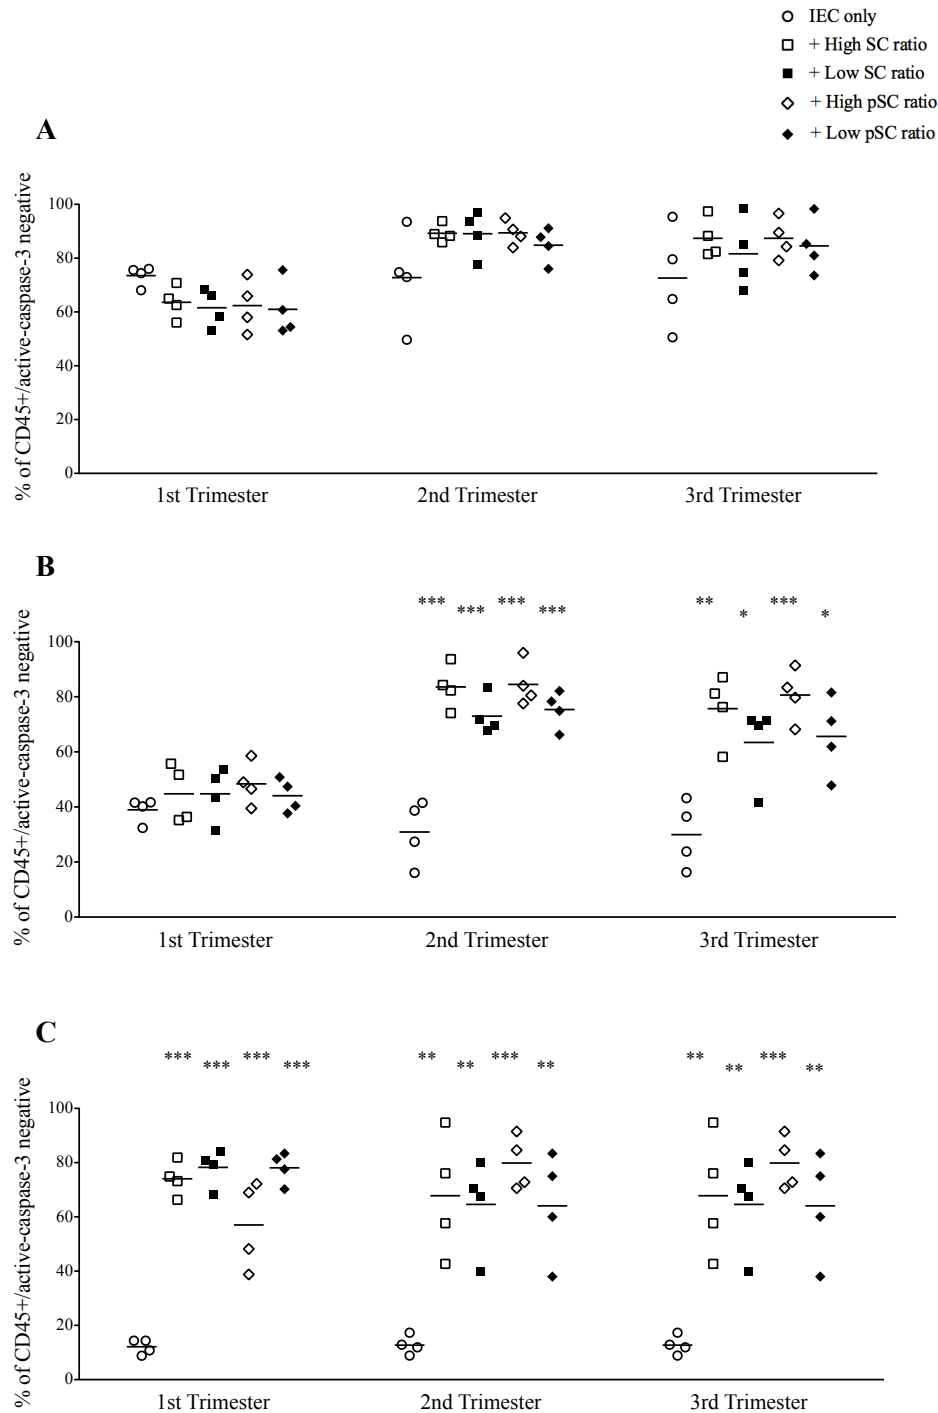 IEC only
+ High SC ratio
+ Low SC ratio
+ High pSC ratio
+ Low pSC ratio
A
% of CD45+/active-caspase-3 negative
100
80
60
40
20
0
1st Trimester 2nd Trimester 3rd Trimester
B
*** *** *** *** ** * *** *
% of CD45+/active-caspase-3 negative
100
80
60
40
20
0
1st Trimester 2nd Trimester 3rd Trimester
C
*** *** *** *** ** ** *** ** ** ** *** **
% of CD45+/active-caspase-3 negative
100
80
60
40
20
0
1st Trimester 2nd Trimester 3rd Trimester